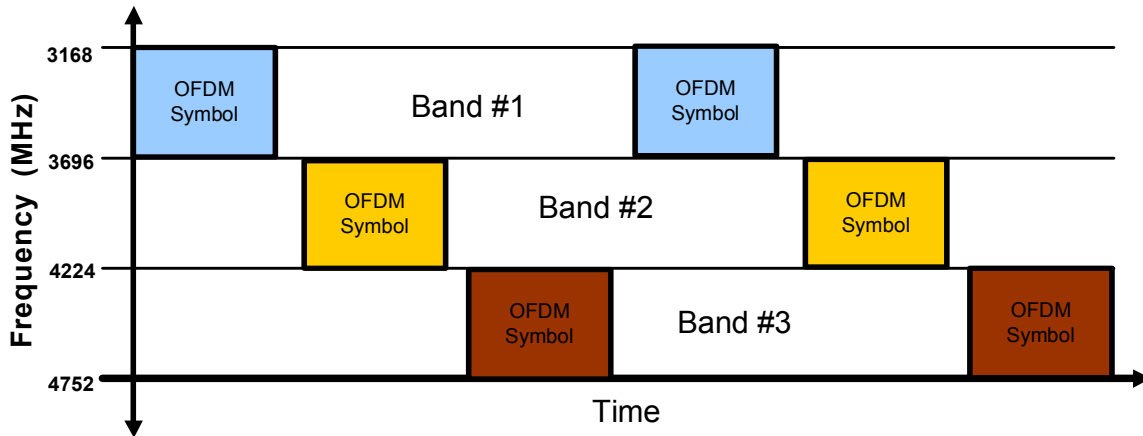 3168
OFDM
Symbol
Band #1
OFDM
Symbol
3696
OFDM
Symbol
Band #2
OFDM
Symbol
4224
OFDM
Symbol
Band #3
OFDM
Symbol
4752
Time
Frequency (MHz)